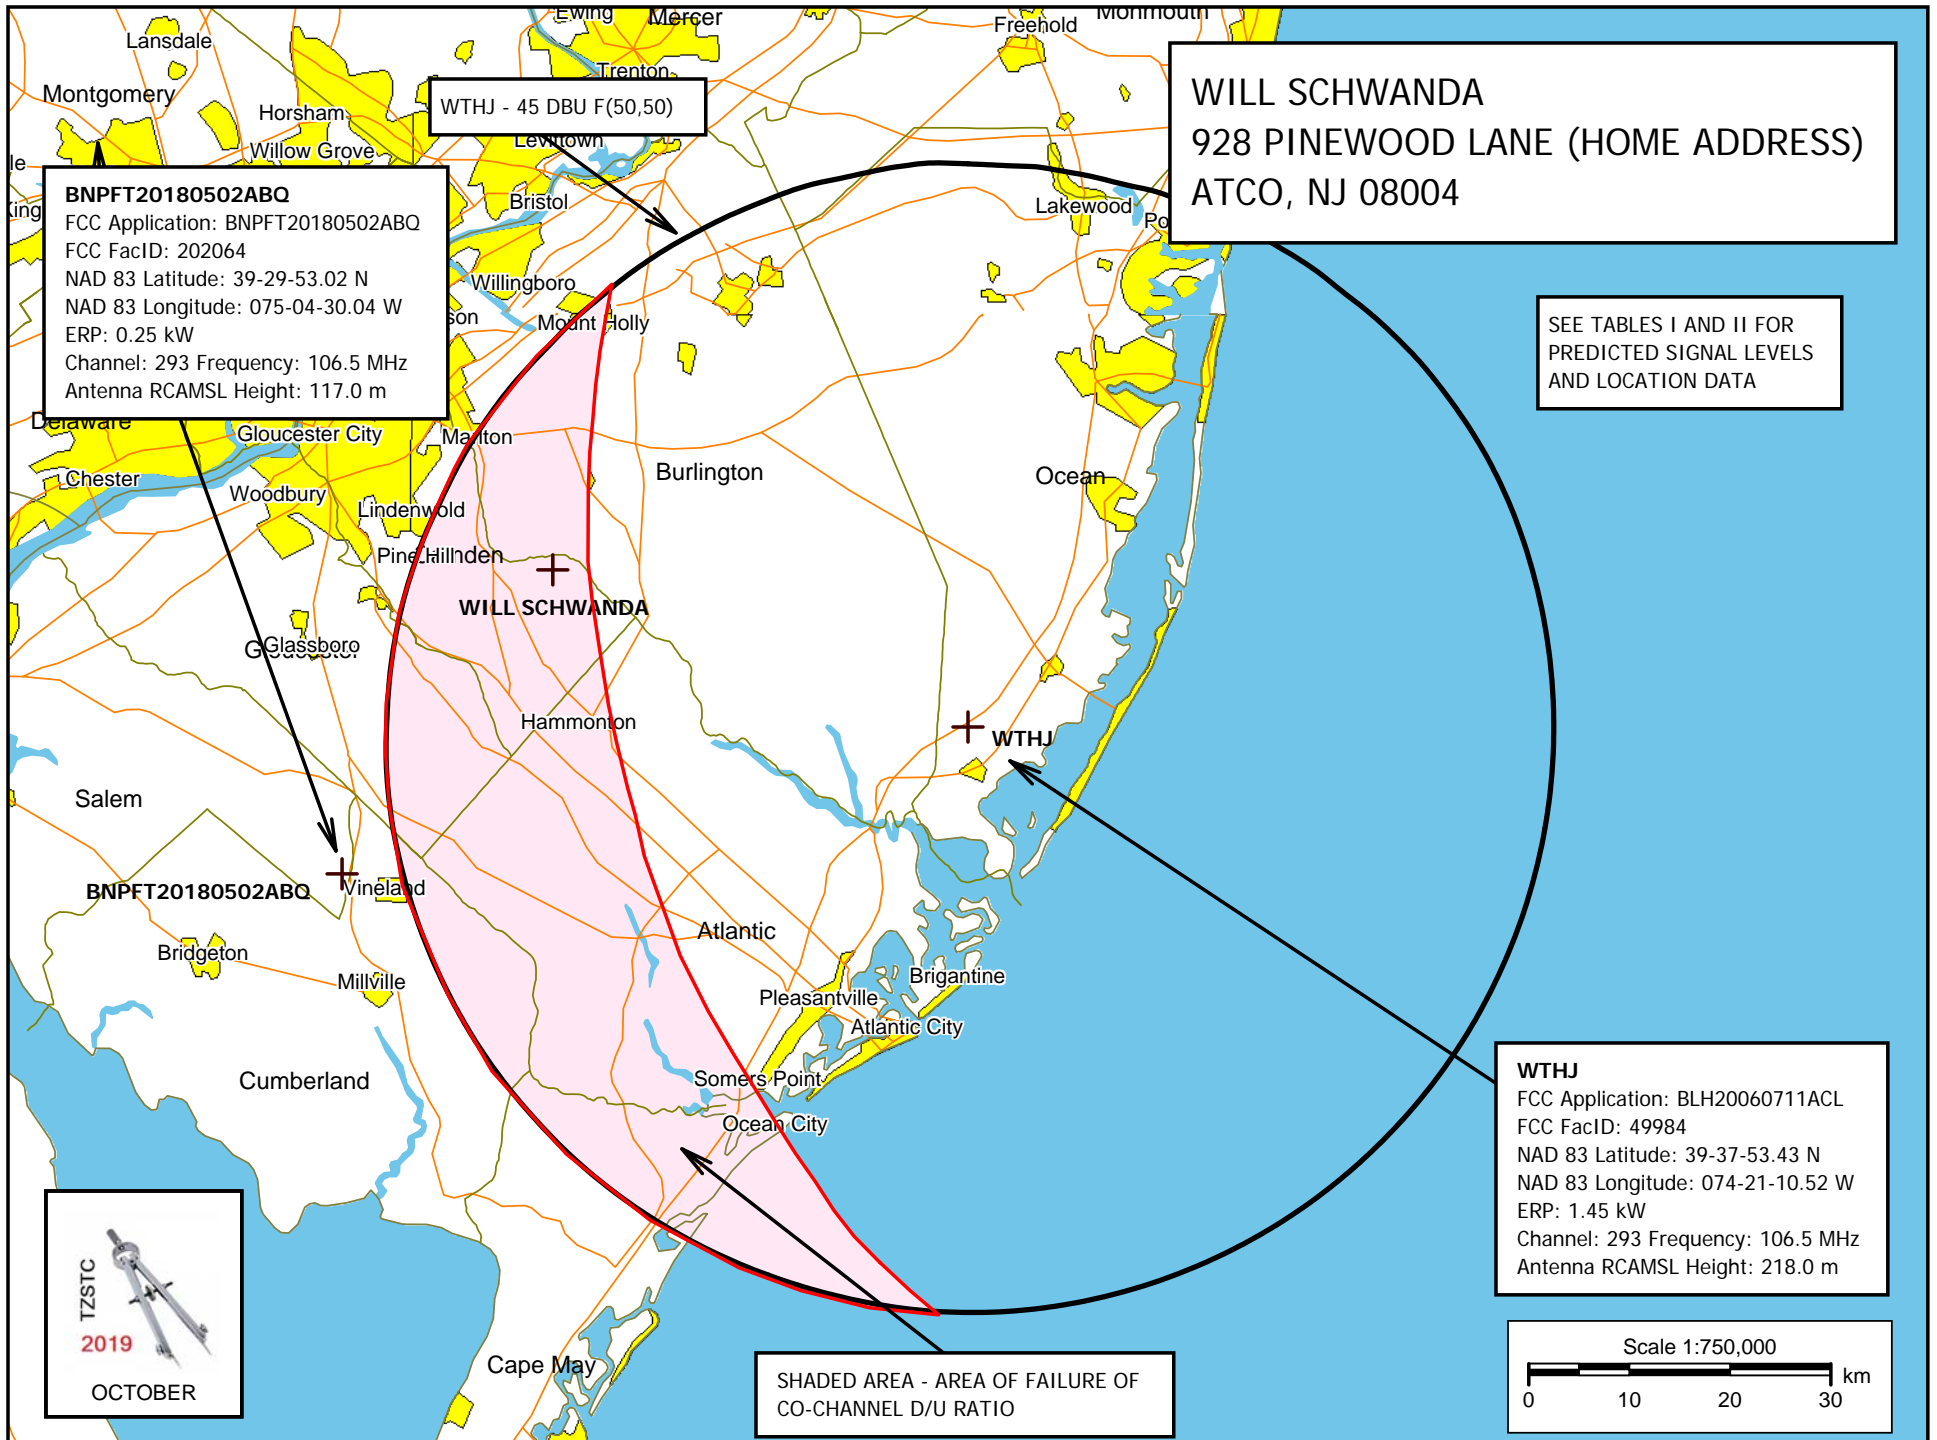 Ewing
Mercer
Monmouth
Freehold
Lansdale
Trenton
Montgomery
WTHJ - 45 DBU F(50,50)
Horsham
Levittown
Willow Grove
WILL SCHWANDA
928 PINEWOOD LANE (HOME ADDRESS)
ATCO, NJ 08004
le
King
BNPFT20180502ABQ
FCC Application: BNPFT20180502ABQ
FCC FacID: 202064
NAD 83 Latitude: 39-29-53.02 N
NAD 83 Longitude: 075-04-30.04 W
ERP: 0.25 kW
Channel: 293 Frequency: 106.5 MHz
Antenna RCAMSL Height: 117.0 m
Bristol
Lakewood
Po
Willingboro
son
Mount Holly
SEE TABLES I AND II FOR
PREDICTED SIGNAL LEVELS
AND LOCATION DATA
Delaware
Gloucester City
Marlton
Chester
Woodbury
Burlington
Ocean
Lindenwold
Pine Hill
nden
WILL SCHWANDA
Glassboro
Gloucester
Hammonton
WTHJ
Salem
BNPFT20180502ABQ
Vineland
Atlantic
Bridgeton
Millville
Brigantine
Pleasantville
Atlantic City
Cumberland
Somers Point
Ocean City
WTHJ
FCC Application: BLH20060711ACL
FCC FacID: 49984
NAD 83 Latitude: 39-37-53.43 N
NAD 83 Longitude: 074-21-10.52 W
ERP: 1.45 kW
Channel: 293 Frequency: 106.5 MHz
Antenna RCAMSL Height: 218.0 m
TZSTC
2019
OCTOBER
Cape May
SHADED AREA - AREA OF FAILURE OF
CO-CHANNEL D/U RATIO
Scale 1:750,000
km
0 10 20 30